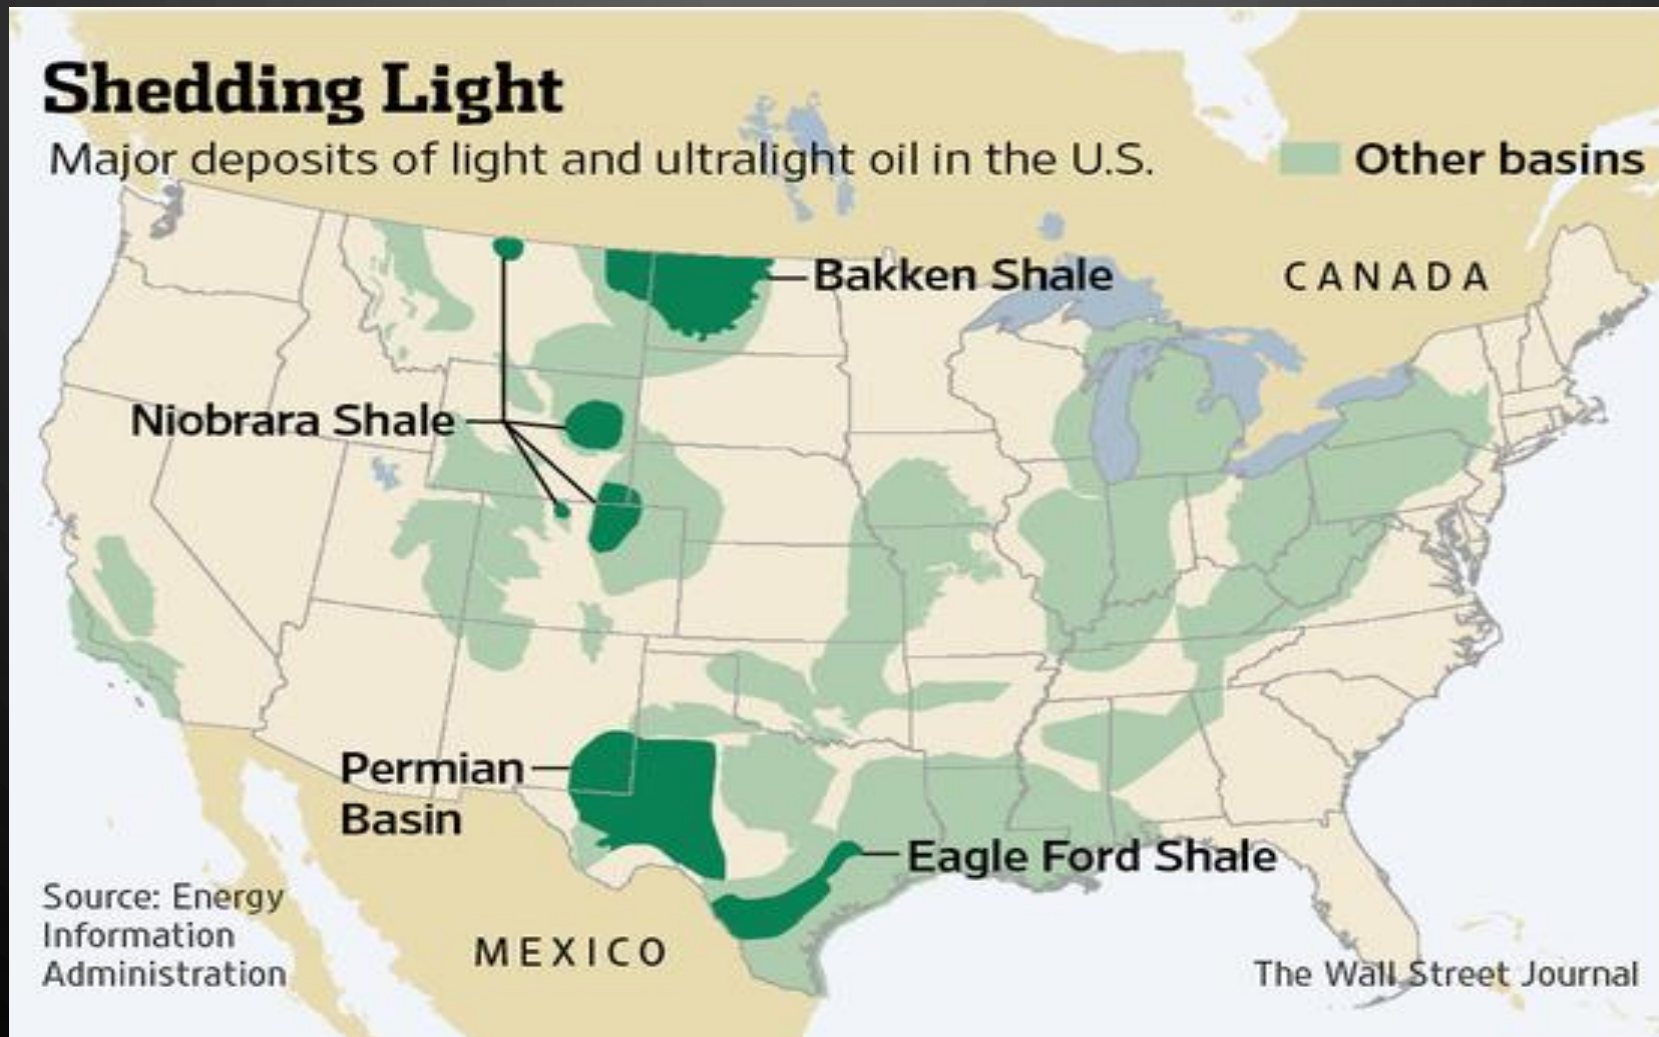 Shedding Light
Major deposits of light and ultralight oil in the U.S.
Other basins
Bakken Shale
CANADA
Niobrara Shale
Permian
Basin
Eagle Ford Shale
MEXICO
Source: Energy
Information
Administration
The Wall Street Journal